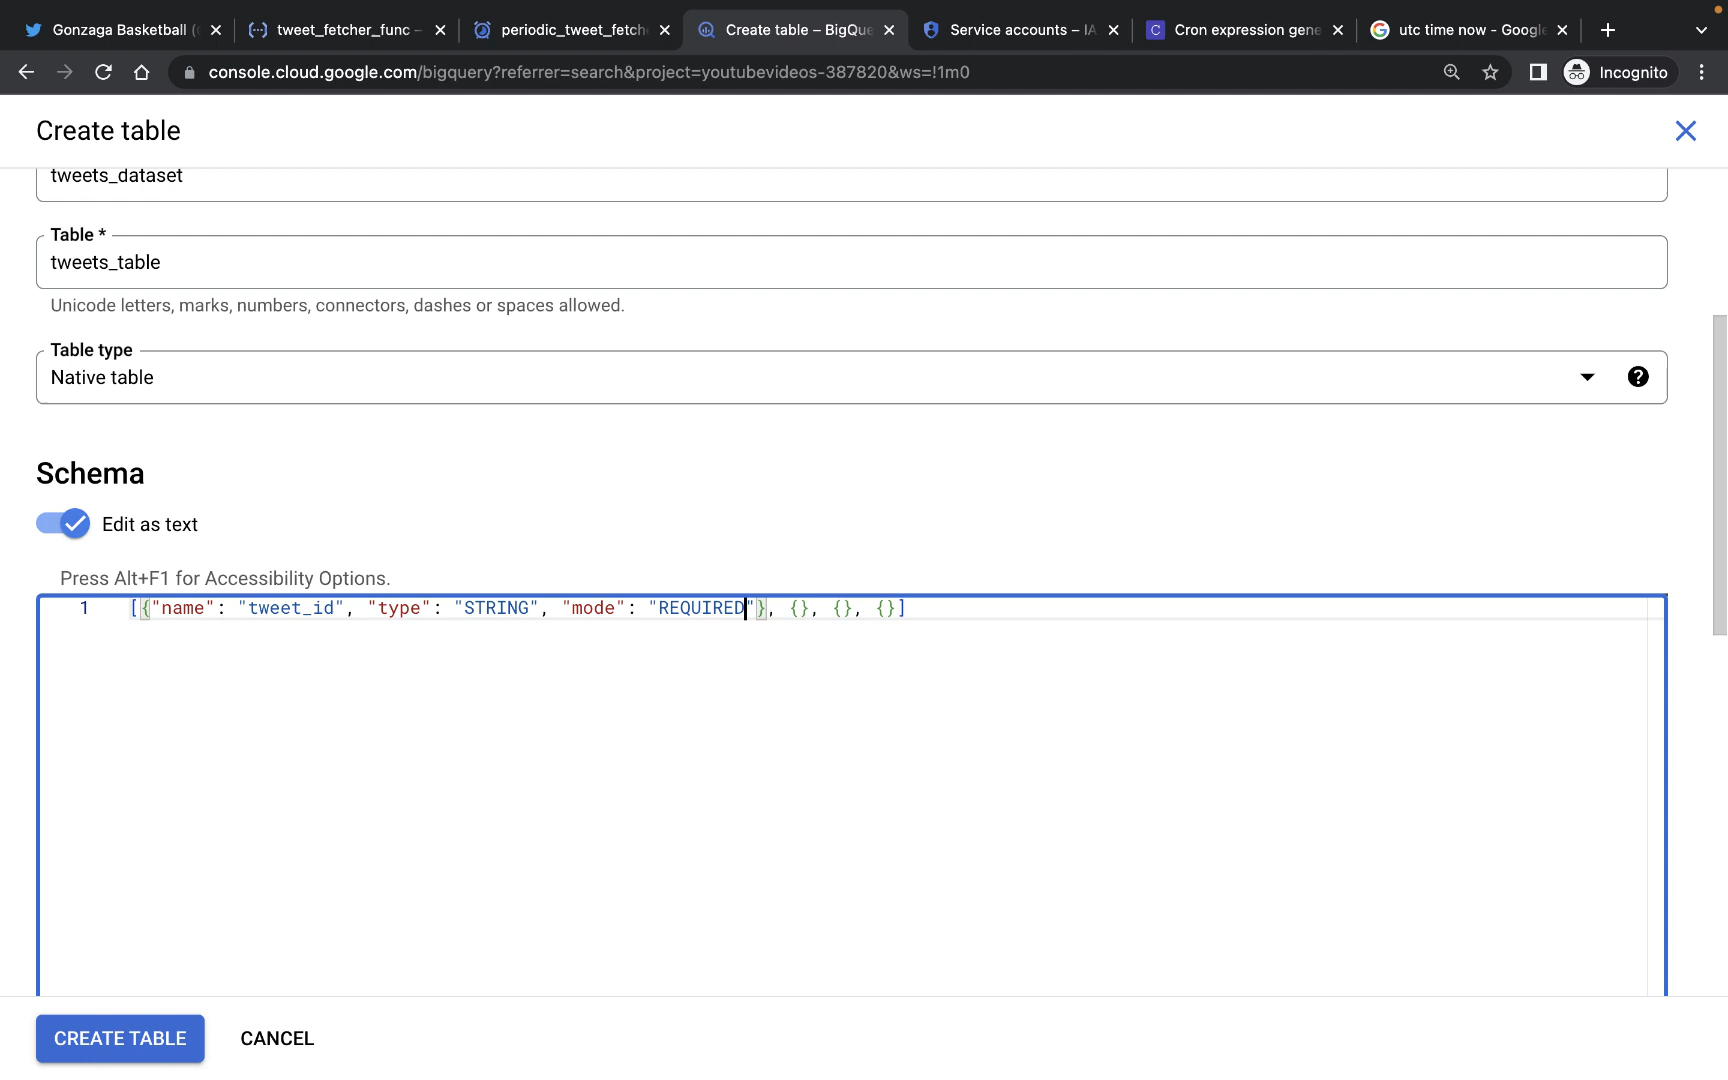 Gonzaga Basketball (
tweet_fetcher_func –
periodic_tweet_fetch
Create table – BigQue
Service accounts – IA
Cron expression gene
utc time now - Google
console.cloud.google.com/bigquery?referrer=search&project=youtubevideos-387820&ws=!1m0
Incognito
Create table
tweets_dataset
Table *
tweets_table
Unicode letters, marks, numbers, connectors, dashes or spaces allowed.
Table type
Native table
Schema
Edit as text
Press Alt+F1 for Accessibility Options.
1 [{"name": "tweet_id", "type": "STRING", "mode": "REQUIRED"}, {}, {}, {}]
CREATE TABLE
CANCEL